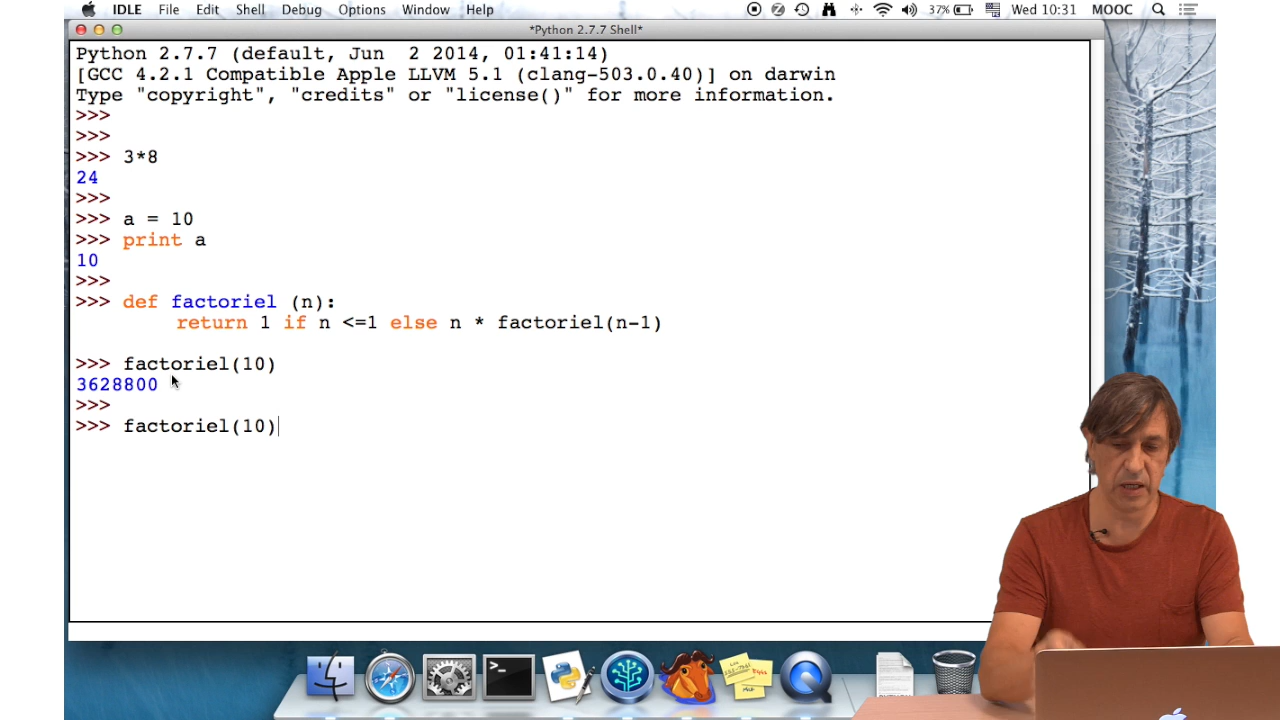 IDLE File Edit Shell Debug Options Window Help 37% Wed 10:31 MOOC
*Python 2.7.7 Shell*
Python 2.7.7 (default, Jun  2 2014, 01:41:14)
[GCC 4.2.1 Compatible Apple LLVM 5.1 (clang-503.0.40)] on darwin
Type "copyright", "credits" or "license()" for more information.
>>>
>>>
>>> 3*8
24
>>>
>>> a = 10
>>> print a
10
>>>
>>> def factoriel (n):
return 1 if n <=1 else n * factoriel(n-1)
>>> factoriel(10)
3628800
>>>
>>> factoriel(10)